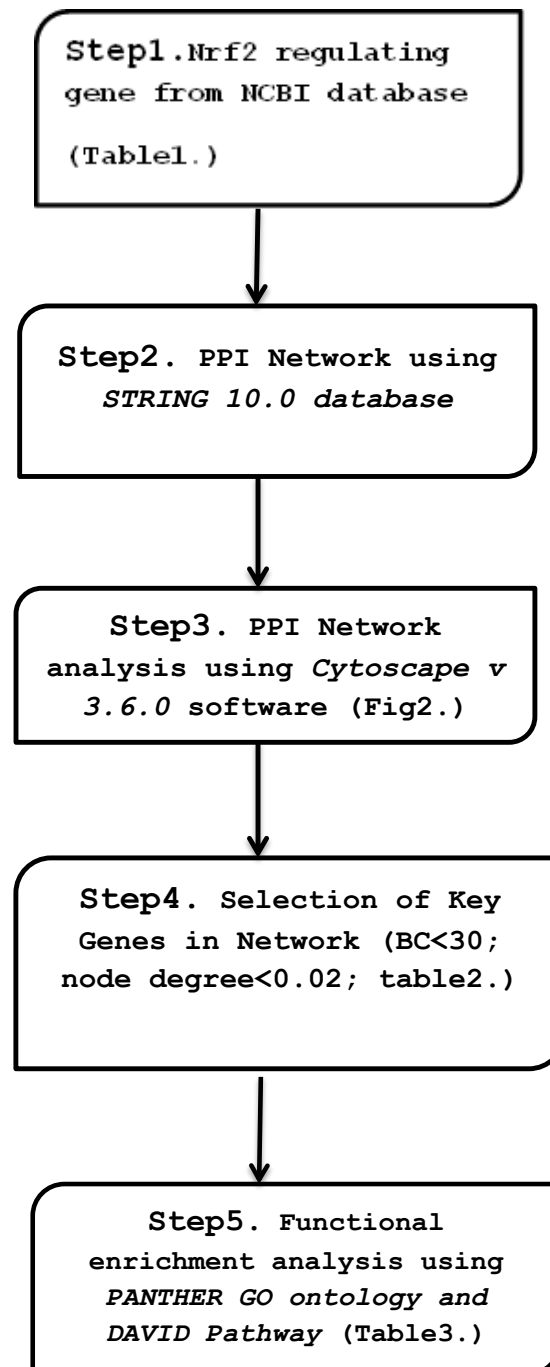 Step1.Nrf2 regulating
gene from NCBI database
(Table1.)
Step2. PPI Network using
STRING 10.0 database
Step3. PPI Network
analysis using Cytoscape v
3.6.0 software (Fig2.)
Step4. Selection of Key
Genes in Network (BC<30;
node degree<0.02; table2.)
Step5. Functional
enrichment analysis using
PANTHER GO ontology and
DAVID Pathway (Table3.)